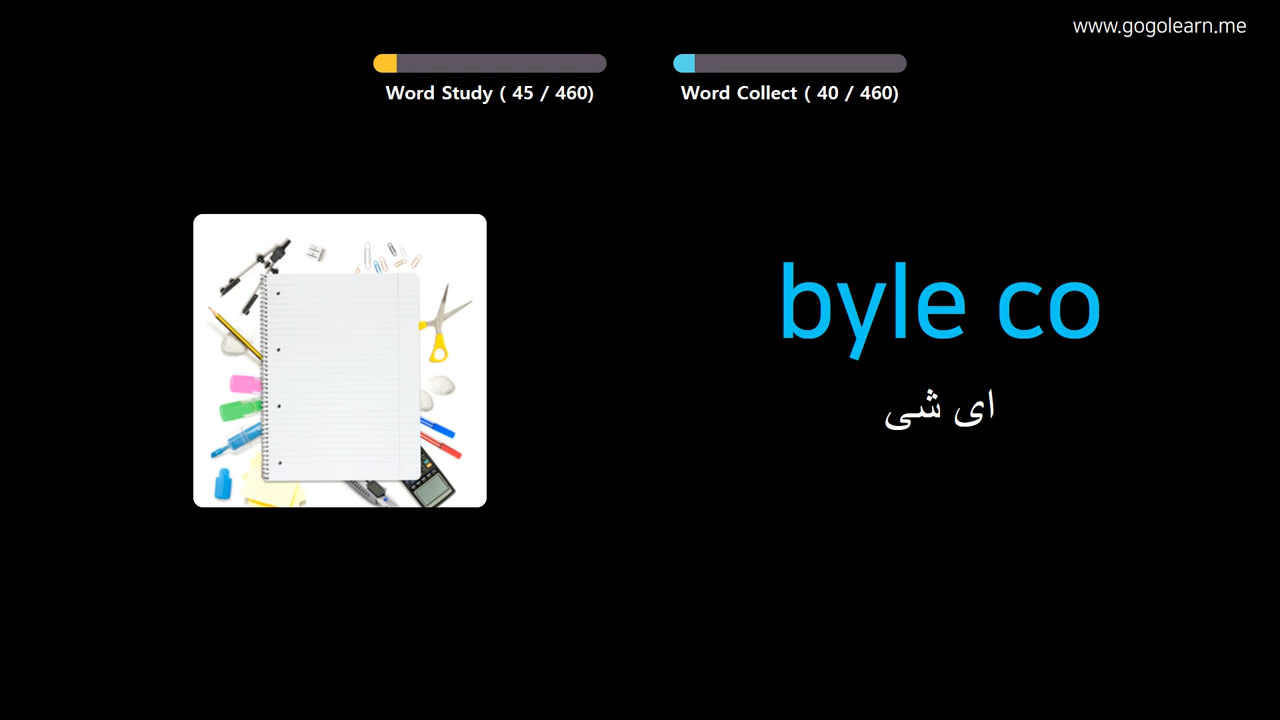 www.gogolearn.me
Word Study ( 45 / 460)
Word Collect ( 40 / 460)
byle co
ای شی